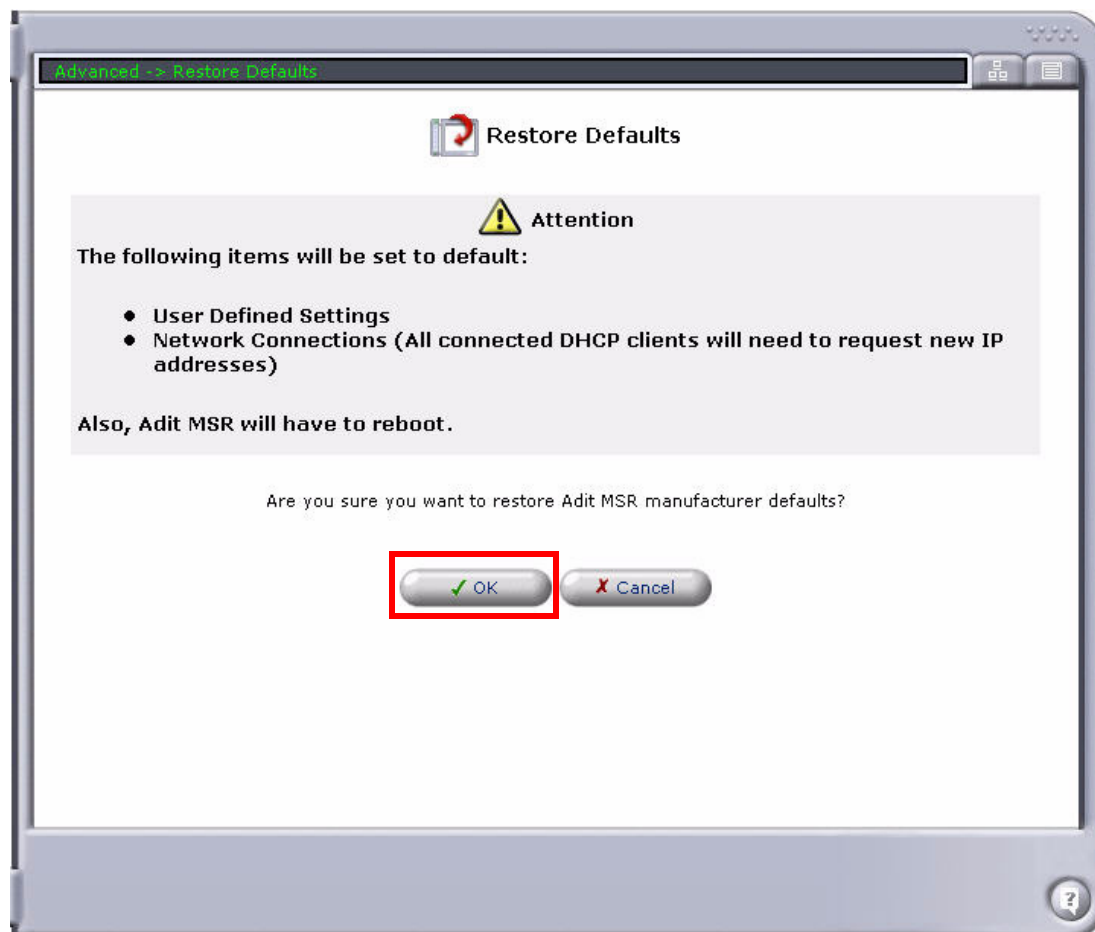 Advanced -> Restore Defaults
Restore Defaults
Attention
The following items will be set to default:
● User Defined Settings
● Network Connections (All connected DHCP clients will need to request new IP
addresses)
Also, Adit MSR will have to reboot.
Are you sure you want to restore Adit MSR manufacturer defaults?
✓ OK ✗ Cancel
?